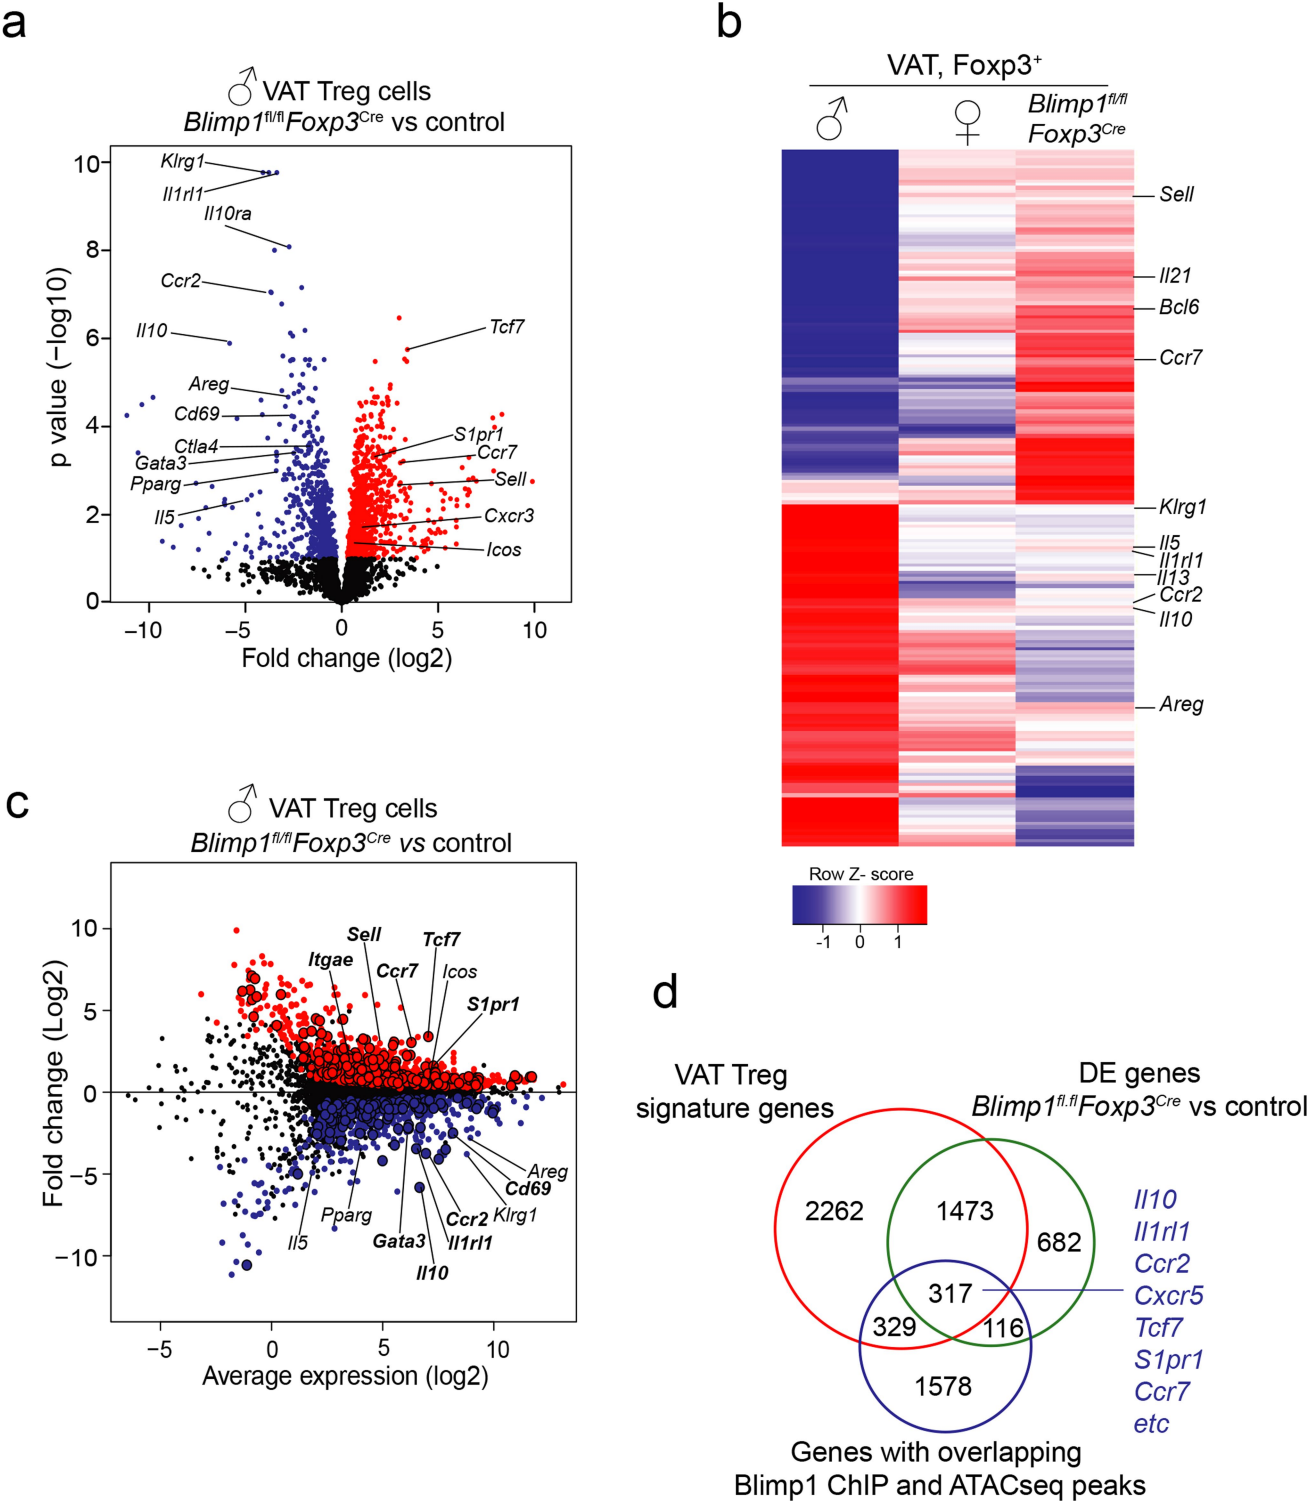 a
♂ VAT Treg cells
Blimp1fl/flFoxp3Cre vs control
p value (−log10)
10
8
6
4
2
0
Klrg1
Il1rl1
Il10ra
Ccr2
Il10
Areg
Cd69
Ctla4
Gata3
Pparg
Il5
Tcf7
S1pr1
Ccr7
Sell
Cxcr3
Icos
−10 −5 0 5 10
Fold change (log2)
b
VAT, Foxp3+
♂ ♀ Blimp1fl/fl
Foxp3Cre
Sell
Il21
Bcl6
Ccr7
Klrg1
Il5
Il1rl1
Il13
Ccr2
Il10
Areg
Row Z- score
-1 0 1
c
♂ VAT Treg cells
Blimp1fl/flFoxp3Cre vs control
Fold change (Log2)
10
5
0
−5
−10
Sell
Tcf7
Itgae
Ccr7
Icos
S1pr1
Areg
Cd69
Klrg1
Ccr2
Il1rl1
Il10
Gata3
Pparg
Il5
−5 0 5 10
Average expression (log2)
d
VAT Treg
signature genes
DE genes
Blimp1fl.flFoxp3Cre vs control
2262
1473
682
317
329
116
1578
Il10
Il1rl1
Ccr2
Cxcr5
Tcf7
S1pr1
Ccr7
etc
Genes with overlapping
Blimp1 ChIP and ATACseq peaks